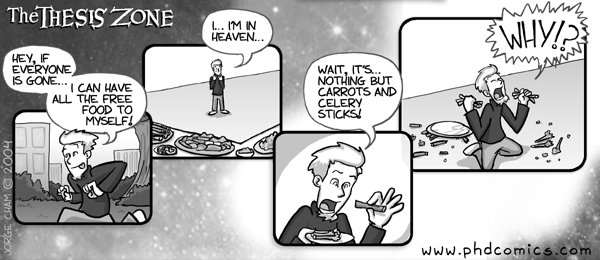 The THESIS ZONE
HEY, IF
EVERYONE
IS GONE...
I CAN HAVE
ALL THE FREE
FOOD TO
MYSELF!
I... I'M IN
HEAVEN...
WAIT, IT'S...
NOTHING BUT
CARROTS AND
CELERY
STICKS!
WHY!!?
JORGE CHAM © 2004
www.phdcomics.com